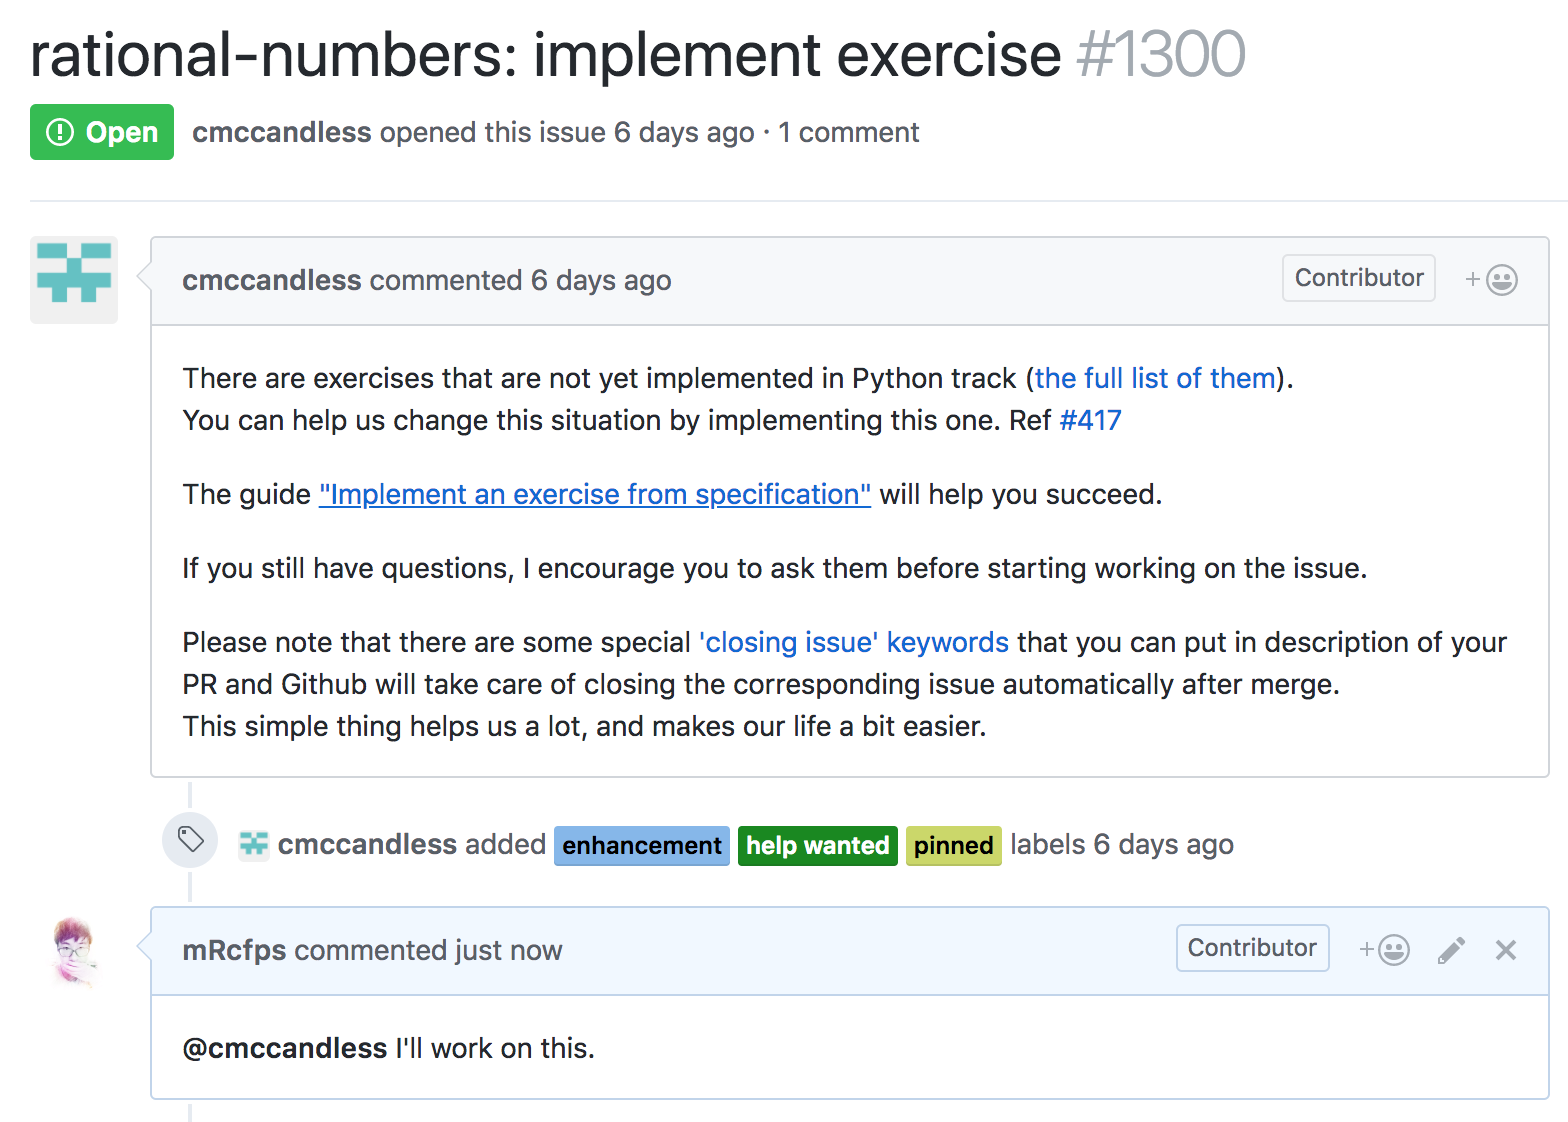 rational-numbers: implement exercise #1300
Open cmccandless opened this issue 6 days ago · 1 comment
cmccandless commented 6 days ago Contributor +
There are exercises that are not yet implemented in Python track (the full list of them).
You can help us change this situation by implementing this one. Ref #417
The guide "Implement an exercise from specification" will help you succeed.
If you still have questions, I encourage you to ask them before starting working on the issue.
Please note that there are some special 'closing issue' keywords that you can put in description of your
PR and Github will take care of closing the corresponding issue automatically after merge.
This simple thing helps us a lot, and makes our life a bit easier.
cmccandless added enhancement help wanted pinned labels 6 days ago
mRcfps commented just now Contributor +
@cmccandless I'll work on this.